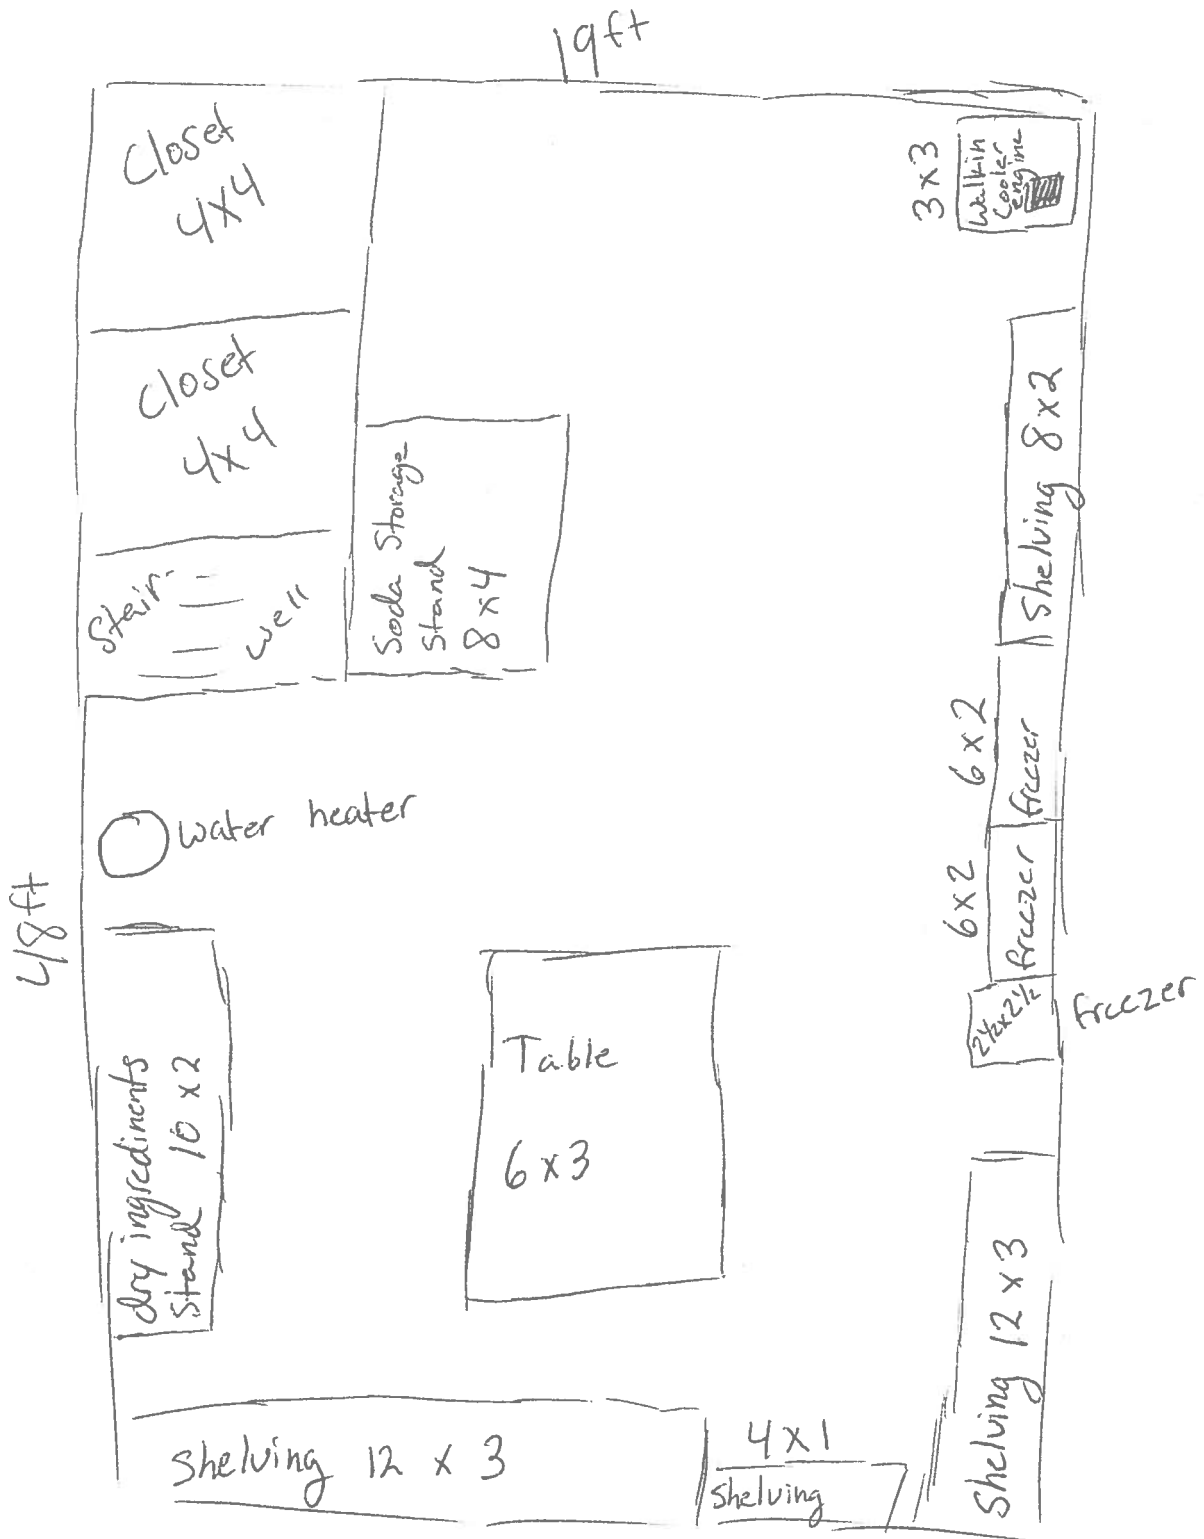 19ft
Closet
4x4
3x3
Walkin
Cooler
engine
Closet
4x4
Shelving 8x2
Soda Storage
Stand
8x4
Stair-
well
6x2
freezer
water heater
6x2
freezer
48ft
2½x2½
freezer
Table
6x3
dry ingredinents
Stand 10x2
Shelving 12x3
Shelving 12 x 3
4x1
Shelving